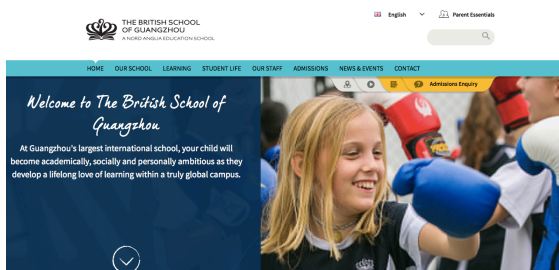 English
Parent Essentials
THE BRITISH SCHOOL
OF GUANGZHOU
A NORD ANGLIA EDUCATION SCHOOL
HOME OUR SCHOOL LEARNING STUDENT LIFE OUR STAFF ADMISSIONS NEWS & EVENTS CONTACT
Admissions Enquiry
Welcome to The British School of
Guangzhou
At Guangzhou's largest international school, your child will
become academically, socially and personally ambitious as they
develop a lifelong love of learning within a truly global campus.